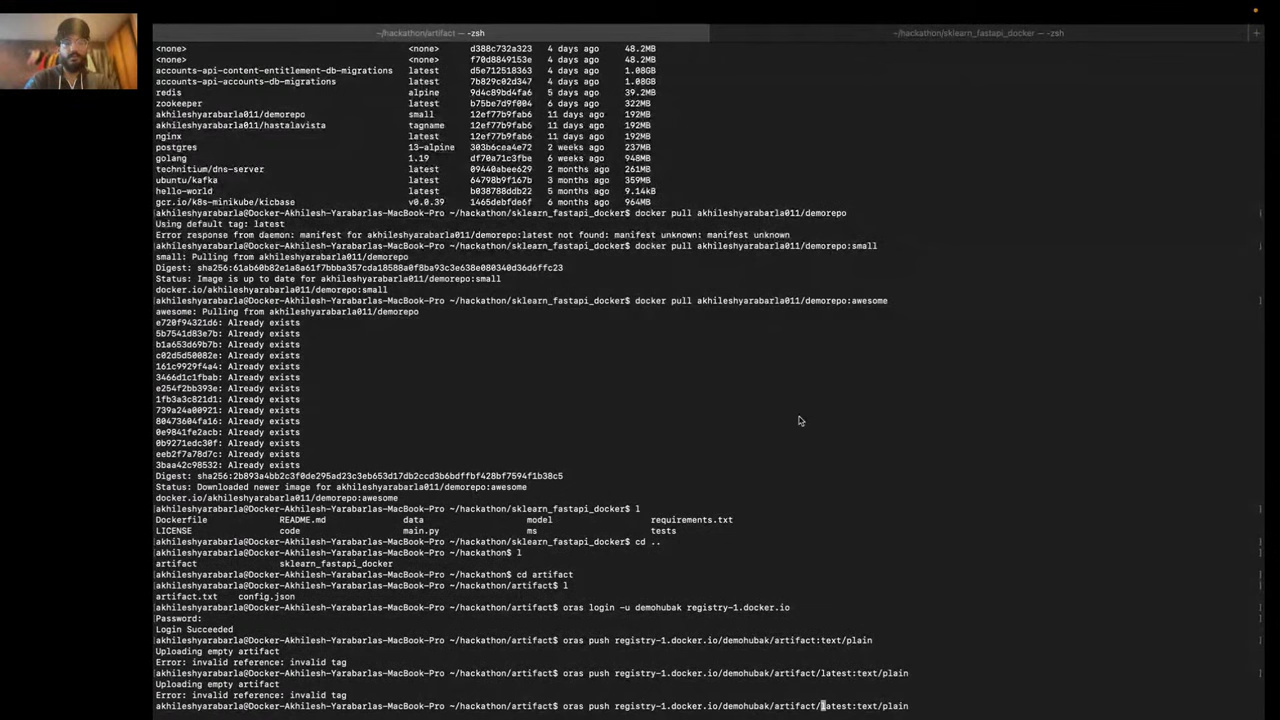 ~/hackathon/artifact — -zsh
~/hackathon/sklearn_fastapi_docker — -zsh
<none> <none> d388c732a323 4 days ago 48.2MB
<none> <none> f70d8849153e 4 days ago 48.2MB
accounts-api-content-entitlement-db-migrations latest d5e712518363 4 days ago 1.08GB
accounts-api-accounts-db-migrations latest 7b829c02d347 4 days ago 1.08GB
redis alpine 9d4c89bd4fa6 5 days ago 39.2MB
zookeeper latest b75be7d9f004 6 days ago 322MB
akhileshyarabarla011/demorepo small 12ef77b9fab6 11 days ago 192MB
akhileshyarabarla011/hastalavista tagname 12ef77b9fab6 11 days ago 192MB
nginx latest 12ef77b9fab6 11 days ago 192MB
postgres 13-alpine 303b6cea4e72 2 weeks ago 237MB
golang 1.19 df70a71c3fbe 6 weeks ago 948MB
technitium/dns-server latest 09440abee629 2 months ago 261MB
ubuntu/kafka latest 64798b9f167b 3 months ago 359MB
hello-world latest b038788ddb22 5 months ago 9.14kB
gcr.io/k8s-minikube/kicbase v0.0.39 1465debfde6f 6 months ago 964MB
akhileshyarabarla@Docker-Akhilesh-Yarabarlas-MacBook-Pro ~/hackathon/sklearn_fastapi_docker$ docker pull akhileshyarabarla011/demorepo
Using default tag: latest
Error response from daemon: manifest for akhileshyarabarla011/demorepo:latest not found: manifest unknown: manifest unknown
akhileshyarabarla@Docker-Akhilesh-Yarabarlas-MacBook-Pro ~/hackathon/sklearn_fastapi_docker$ docker pull akhileshyarabarla011/demorepo:small
small: Pulling from akhileshyarabarla011/demorepo
Digest: sha256:61ab60b82e1a8a61f7bbba357cda18588a0f8ba93c3e638e080340d36d6ffc23
Status: Image is up to date for akhileshyarabarla011/demorepo:small
docker.io/akhileshyarabarla011/demorepo:small
akhileshyarabarla@Docker-Akhilesh-Yarabarlas-MacBook-Pro ~/hackathon/sklearn_fastapi_docker$ docker pull akhileshyarabarla011/demorepo:awesome
awesome: Pulling from akhileshyarabarla011/demorepo
e720f94321d6: Already exists
5b7541d83e7b: Already exists
b1a653d69b7b: Already exists
c02d5d50082e: Already exists
161c9929f4a4: Already exists
3466d1c1fbab: Already exists
e254f2bb393e: Already exists
1fb3a3c821d1: Already exists
739a24a00921: Already exists
80473604fa16: Already exists
0e9841fe2acb: Already exists
0b9271edc30f: Already exists
eeb2f7a78d7c: Already exists
3baa42c98532: Already exists
Digest: sha256:2b893a4bb2c3f0de295ad23c3eb653d17db2ccd3b6bdffbf428bf7594f1b38c5
Status: Downloaded newer image for akhileshyarabarla011/demorepo:awesome
docker.io/akhileshyarabarla011/demorepo:awesome
akhileshyarabarla@Docker-Akhilesh-Yarabarlas-MacBook-Pro ~/hackathon/sklearn_fastapi_docker$ l
Dockerfile README.md data model requirements.txt
LICENSE code main.py ms tests
akhileshyarabarla@Docker-Akhilesh-Yarabarlas-MacBook-Pro ~/hackathon/sklearn_fastapi_docker$ cd ..
akhileshyarabarla@Docker-Akhilesh-Yarabarlas-MacBook-Pro ~/hackathon$ l
artifact sklearn_fastapi_docker
akhileshyarabarla@Docker-Akhilesh-Yarabarlas-MacBook-Pro ~/hackathon$ cd artifact
akhileshyarabarla@Docker-Akhilesh-Yarabarlas-MacBook-Pro ~/hackathon/artifact$ l
artifact.txt config.json
akhileshyarabarla@Docker-Akhilesh-Yarabarlas-MacBook-Pro ~/hackathon/artifact$ oras login -u demohubak registry-1.docker.io
Password:
Login Succeeded
akhileshyarabarla@Docker-Akhilesh-Yarabarlas-MacBook-Pro ~/hackathon/artifact$ oras push registry-1.docker.io/demohubak/artifact:text/plain
Uploading empty artifact
Error: invalid reference: invalid tag
akhileshyarabarla@Docker-Akhilesh-Yarabarlas-MacBook-Pro ~/hackathon/artifact$ oras push registry-1.docker.io/demohubak/artifact/latest:text/plain
Uploading empty artifact
Error: invalid reference: invalid tag
akhileshyarabarla@Docker-Akhilesh-Yarabarlas-MacBook-Pro ~/hackathon/artifact$ oras push registry-1.docker.io/demohubak/artifact/latest:text/plain